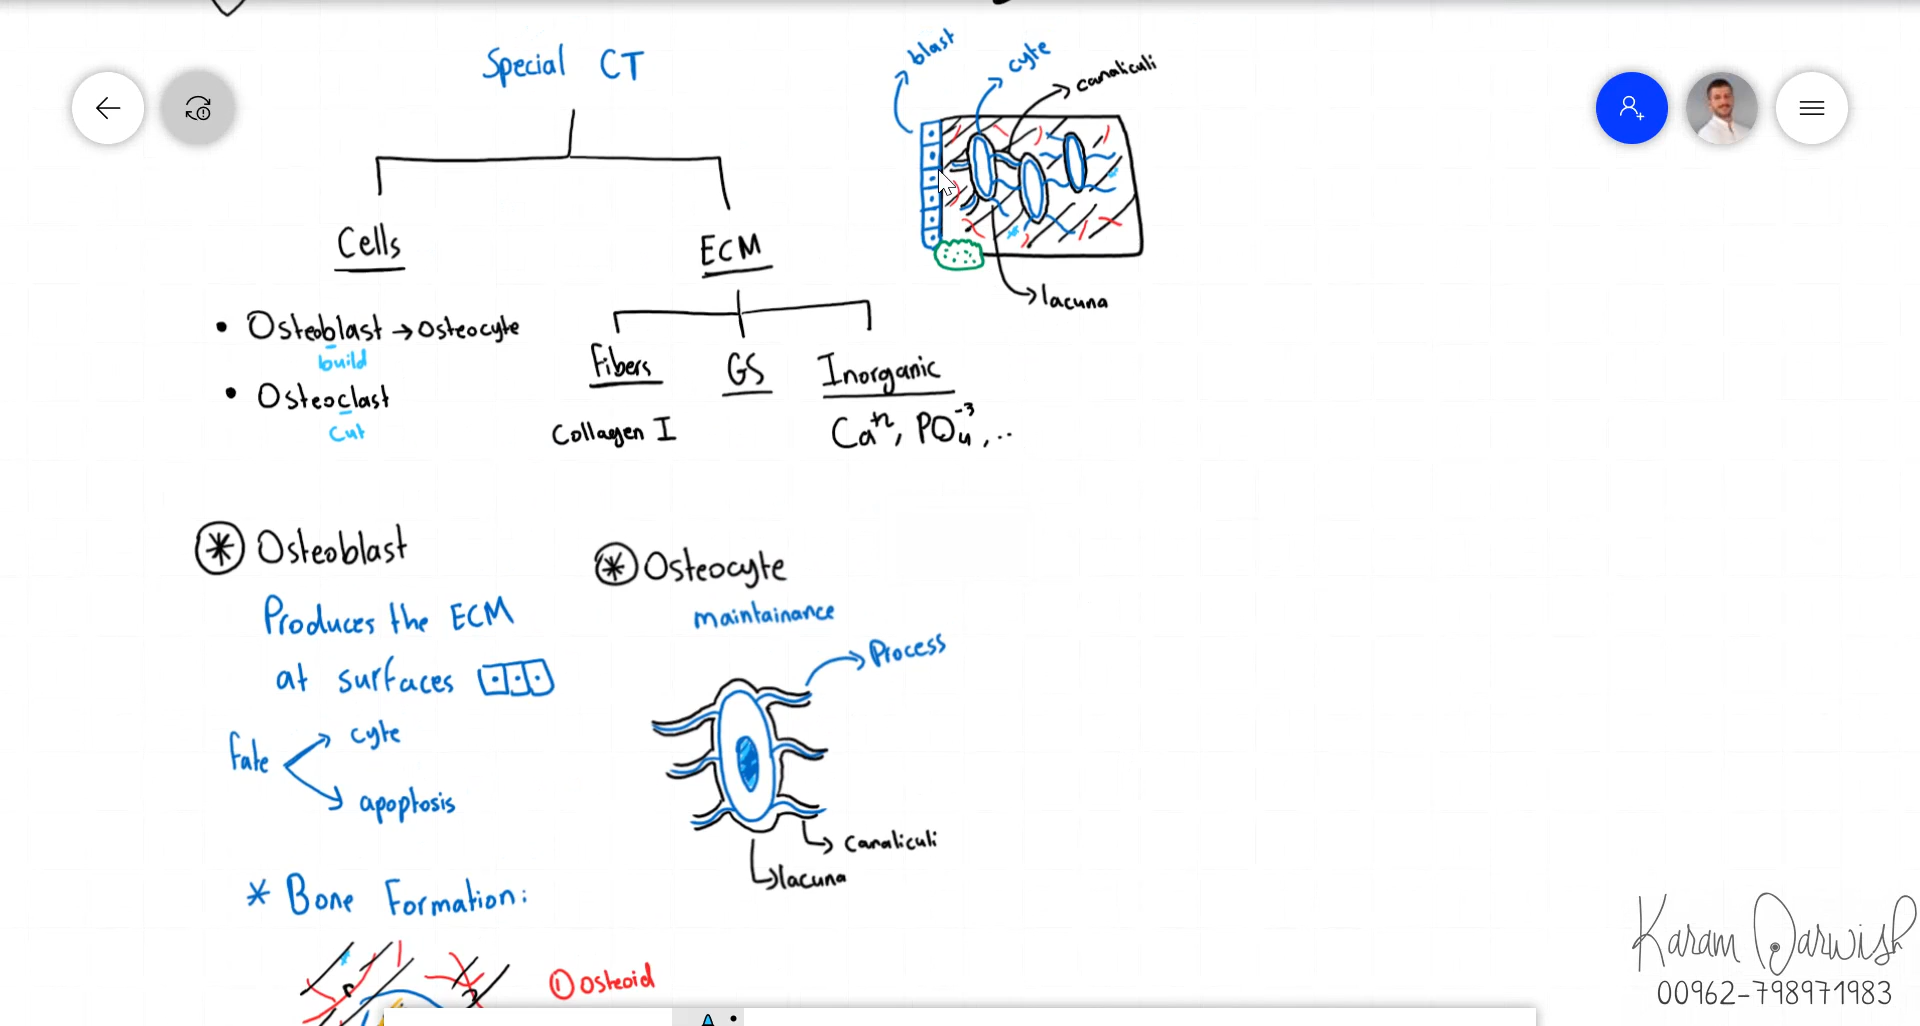 Special CT
blast
cyte
canaliculi
lacuna
Cells
ECM
• Osteoblast → Osteocyte
build
• Osteoclast
cut
Fibers
GS
Inorganic
Collagen I
Ca⁺², PO₄⁻³, ..
* Osteoblast
Produces the ECM
at surfaces
Fate
cyte
apoptosis
* Osteocyte
maintainance
Process
Canaliculi
lacuna
* Bone Formation:
① Osteoid
Karam Darwish
00962-798971983